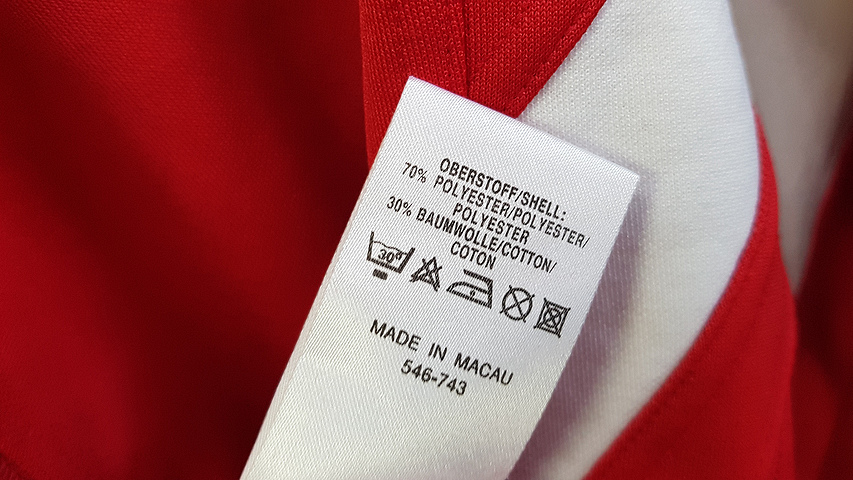 OBERSTOFF/SHELL:
70% POLYESTER/POLYESTER/
POLYESTER
30% BAUMWOLLE/COTTON/
COTON
30°
MADE IN MACAU
546-743